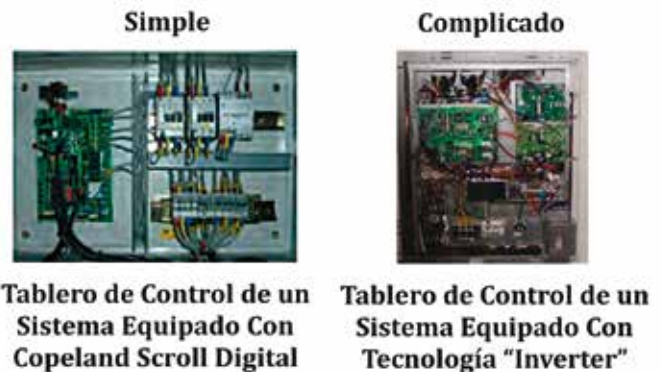 Simple
Complicado
Tablero de Control de un
Sistema Equipado Con
Copeland Scroll Digital
Tablero de Control de un
Sistema Equipado Con
Tecnología “Inverter”